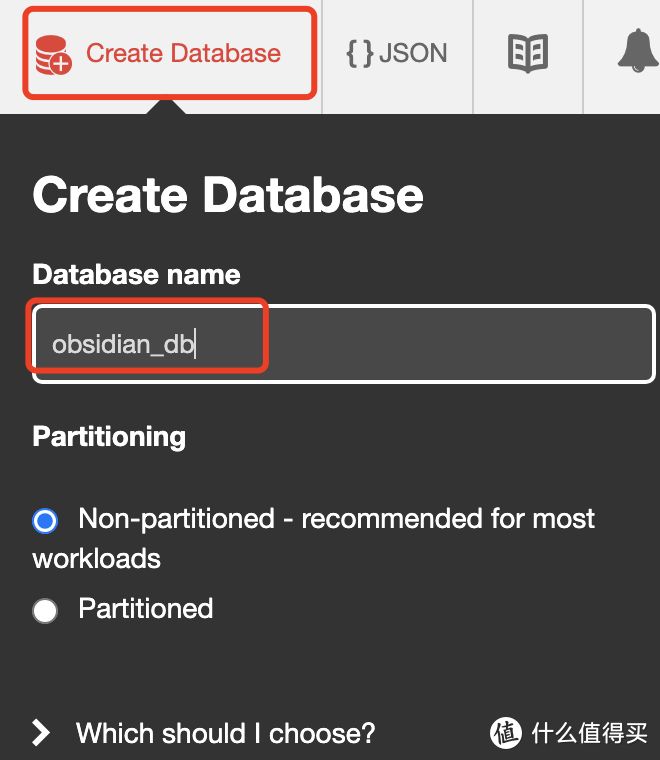 Create Database
{} JSON
Create Database
Database name
obsidian_db
Partitioning
Non-partitioned - recommended for most
workloads
Partitioned
Which should I choose?
值 什么值得买